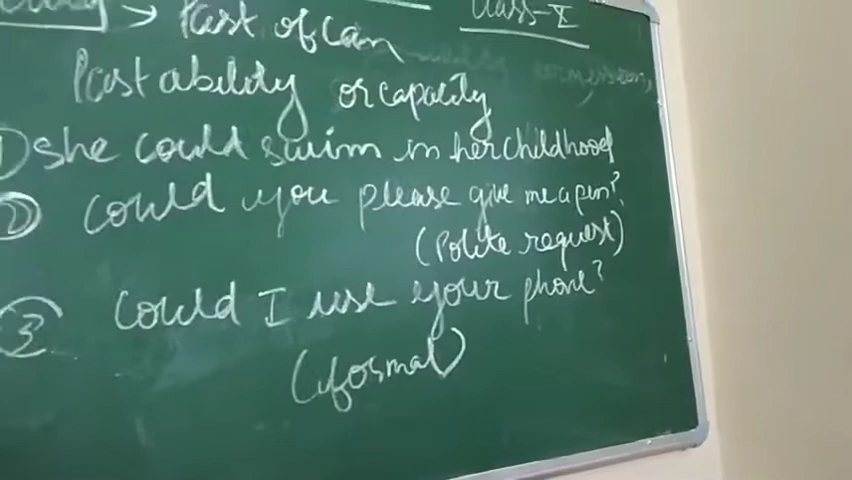 → Past of Can Class-X
Past ability or capacity
① she could swim in her childhood
② could you please give me a pen?
(Polite request)
③ could I use your phone?
(formal)